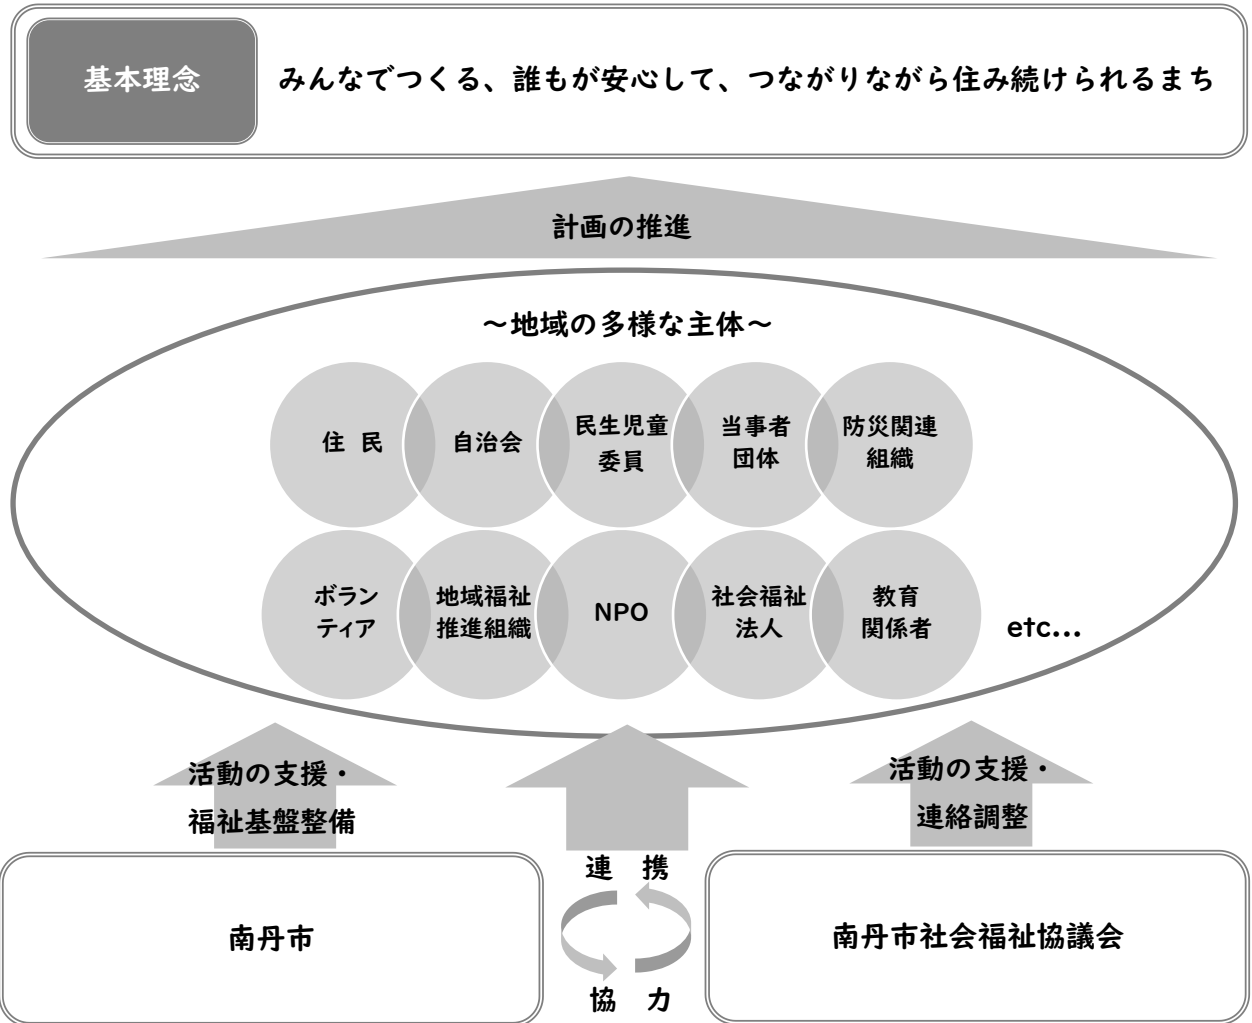 基本理念 みんなでつくる、誰もが安心して、つながりながら住み続けられるまち
計画の推進
～地域の多様な主体～
住 民
自治会
民生児童
委員
当事者
団体
防災関連
組織
ボラン
ティア
地域福祉
推進組織
NPO
社会福祉
法人
教育
関係者
etc...
活動の支援・
福祉基盤整備
活動の支援・
連絡調整
連 携
南丹市
南丹市社会福祉協議会
協 力